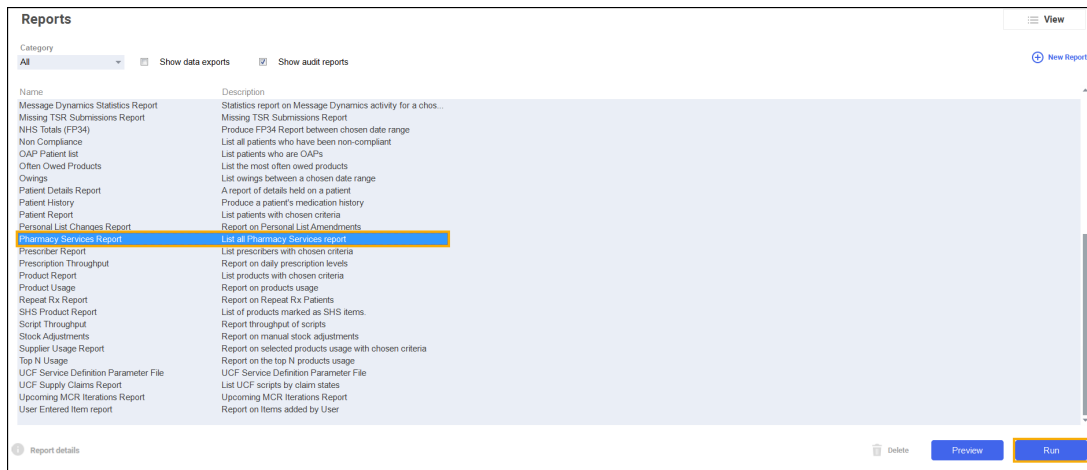 Reports
View
Category
All
Show data exports
Show audit reports
New Report
Name Description
Message Dynamics Statistics Report Statistics report on Message Dynamics activity for a chos...
Missing TSR Submissions Report Missing TSR Submissions Report
NHS Totals (FP34) Produce FP34 Report between chosen date range
Non Compliance List all patients who have been non-compliant
OAP Patient list List patients who are OAPs
Often Owed Products List the most often owed products
Owings List owings between a chosen date range
Patient Details Report A report of details held on a patient
Patient History Produce a patient's medication history
Patient Report List patients with chosen criteria
Personal List Changes Report Report on Personal List Amendments
Pharmacy Services Report List all Pharmacy Services report
Prescriber Report List prescribers with chosen criteria
Prescription Throughput Report on daily prescription levels
Product Report List products with chosen criteria
Product Usage Report on products usage
Repeat Rx Report Report on Repeat Rx Patients
SHS Product Report List of products marked as SHS items.
Script Throughput Report throughput of scripts
Stock Adjustments Report on manual stock adjustments
Supplier Usage Report Report on selected products usage with chosen criteria
Top N Usage Report on the top N products usage
UCF Service Definition Parameter File UCF Service Definition Parameter File
UCF Supply Claims Report List UCF scripts by claim states
Upcoming MCR Iterations Report Upcoming MCR Iterations Report
User Entered Item report Report on Items added by User
Report details
Delete
Preview
Run